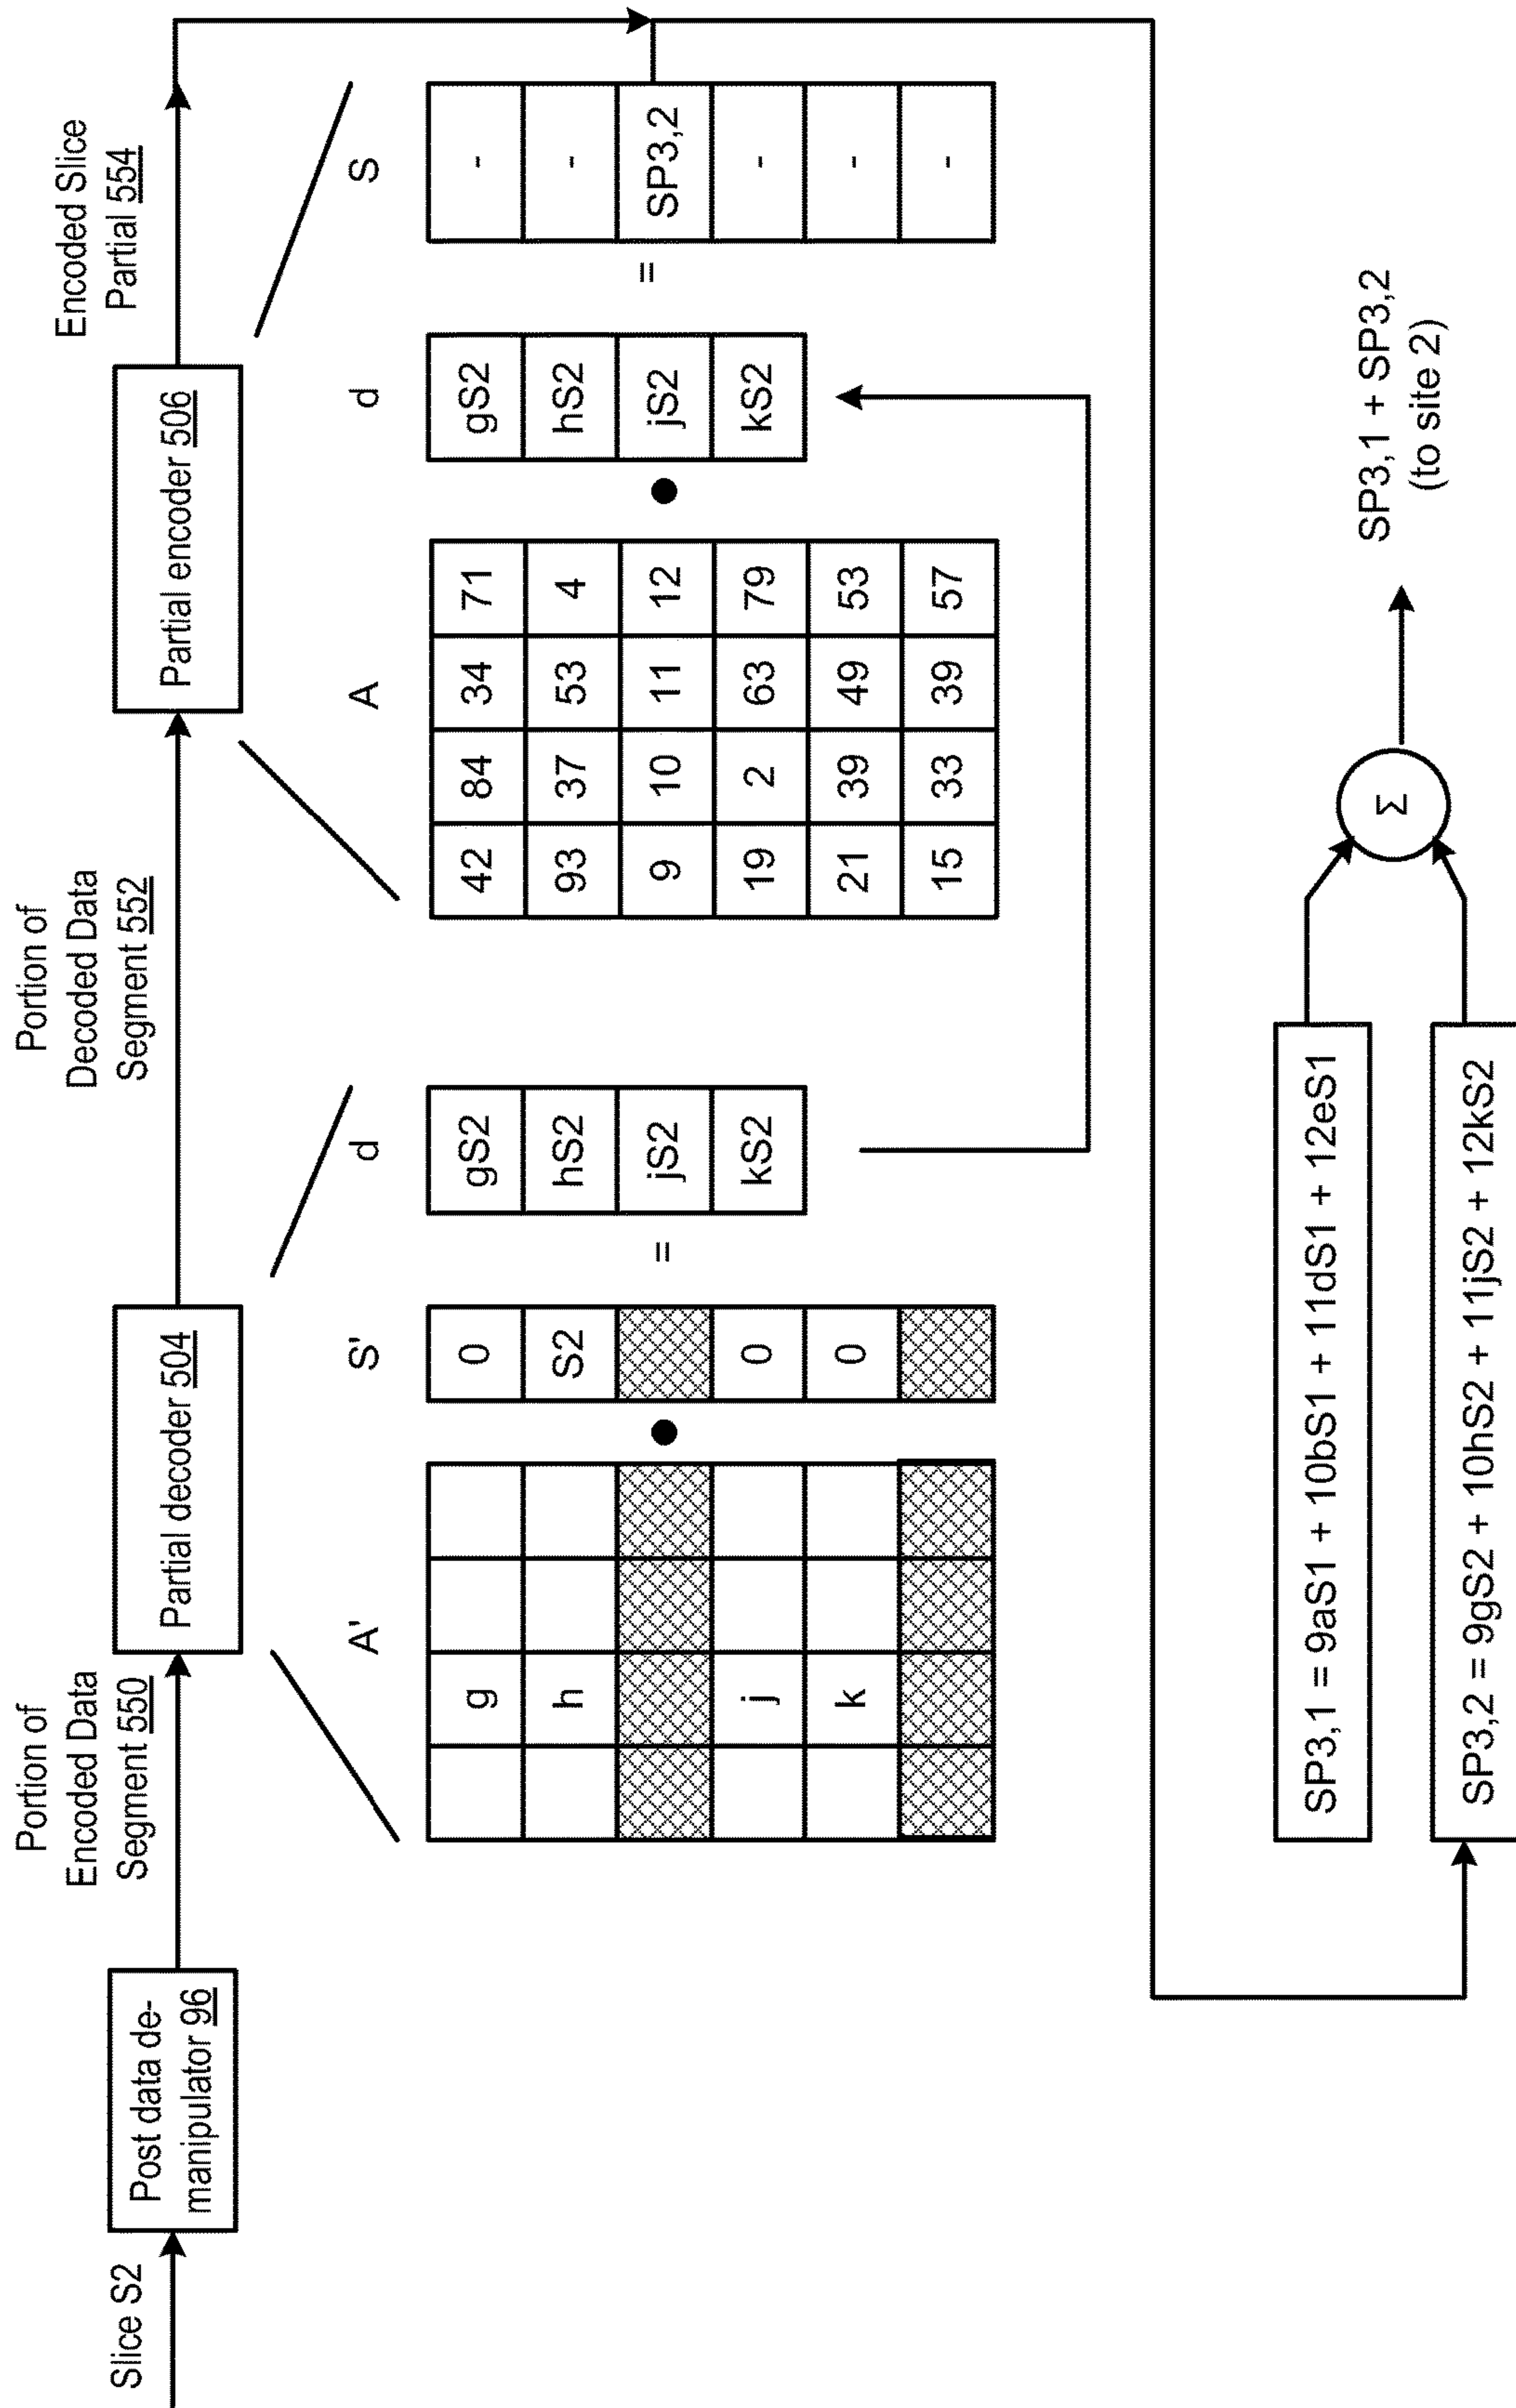 Slice S2
Post data de-
manipulator 96
Portion of
Encoded Data
Segment 550
Partial decoder 504
Portion of
Decoded Data
Segment 552
Partial encoder 506
Encoded Slice
Partial 554
A'
g
h
j
k
S'
0
S2
0
0
=
d
gS2
hS2
jS2
kS2
A
42 84 34 71
93 37 53 4
9 10 11 12
19 2 63 79
21 39 49 53
15 33 39 57
d
gS2
hS2
jS2
kS2
=
S
-
-
SP3,2
-
-
-
SP3,1 = 9aS1 + 10bS1 + 11dS1 + 12eS1
SP3,2 = 9gS2 + 10hS2 + 11jS2 + 12kS2
Σ
SP3,1 + SP3,2
(to site 2)